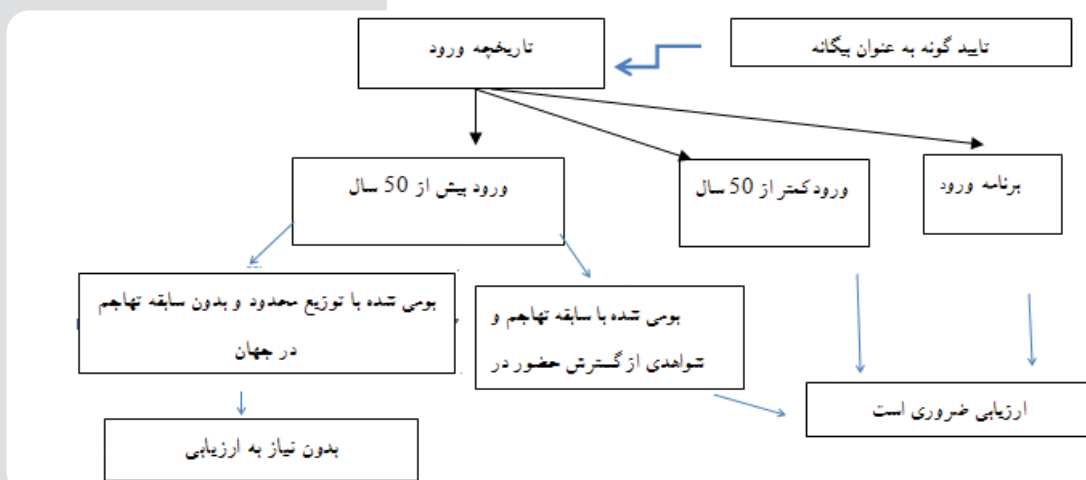 تایید گونه به عنوان بیگانه
تاریخچه ورود
برنامه ورود
ورود کمتر از 50 سال
ورود بیش از 50 سال
بومی شده با سابقه تهاجم و
شواهدی از گسترش حضور در
بومی شده با توزیع محدود و بدون سابقه تهاجم
در جهان
ارزیابی ضروری است
بدون نیاز به ارزیابی